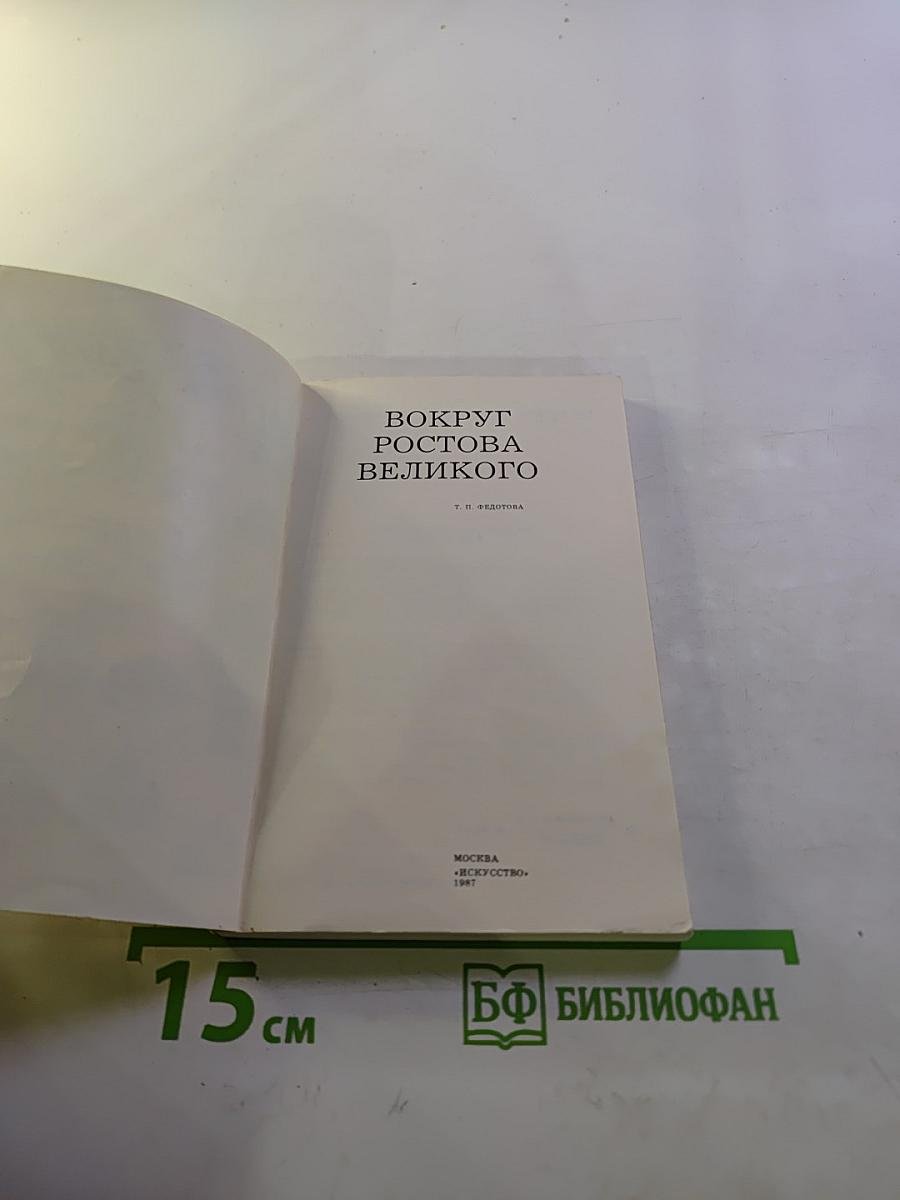 ВОКРУГ
РОСТОВА
ВЕЛИКОГО
Т. П. ФЕДОТОВА
МОСКВА
«ИСКУССТВО»
1987
15 см
БФ БИБЛИОФАН